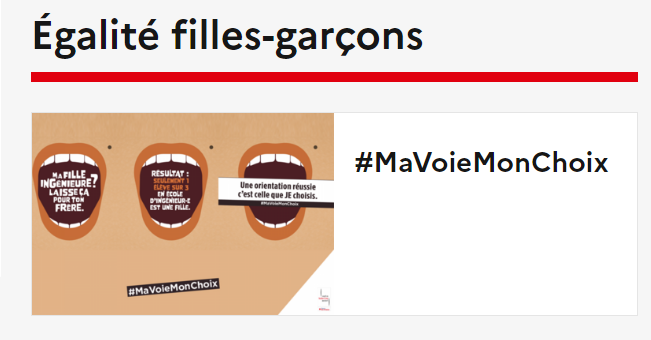 Égalité filles-garçons
MA FILLE
INGÉNIEURE?
LAISSE ÇA
POUR TON
FRÈRE.
RÉSULTAT :
SEULEMENT 1
ÉLÈVE SUR 3
EN ÉCOLE
D'INGÉNIEUR·E
EST UNE FILLE.
Une orientation réussie
c'est celle que JE choisis.
#MaVoieMonChoix
#MaVoieMonChoix
#MaVoieMonChoix